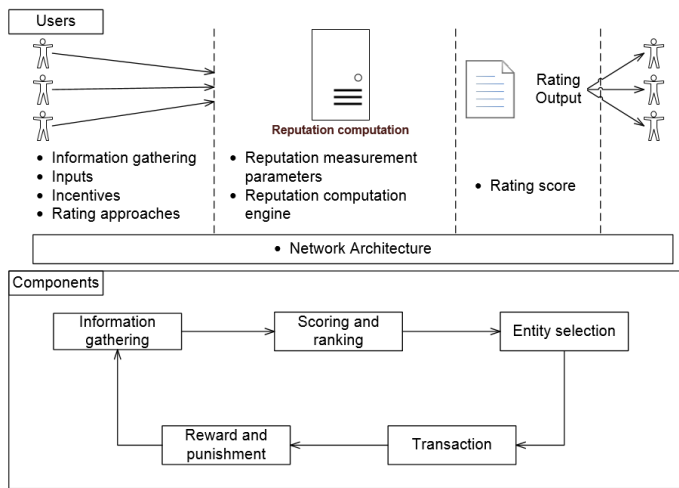 Users
Rating
Output
Reputation computation
• Information gathering
• Inputs
• Incentives
• Rating approaches
• Reputation measurement
parameters
• Reputation computation
engine
• Rating score
• Network Architecture
Components
Information
gathering
Scoring and
ranking
Entity selection
Reward and
punishment
Transaction